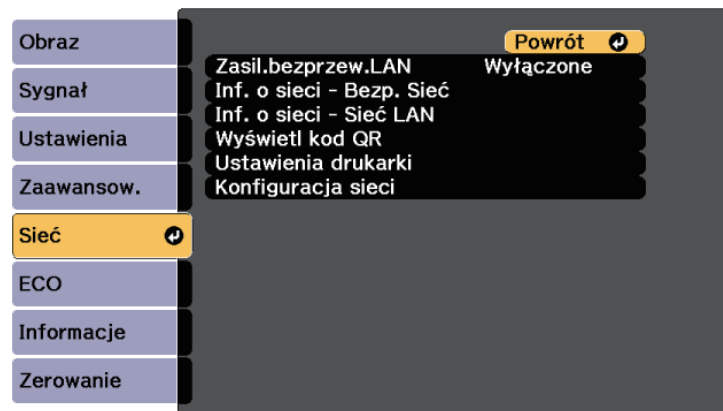 Obraz
Sygnał
Ustawienia
Zaawansow.
Sieć
ECO
Informacje
Zerowanie
Powrót
Zasil.bezprzew.LAN Wyłączone
Inf. o sieci - Bezp. Sieć
Inf. o sieci - Sieć LAN
Wyświetl kod QR
Ustawienia drukarki
Konfiguracja sieci